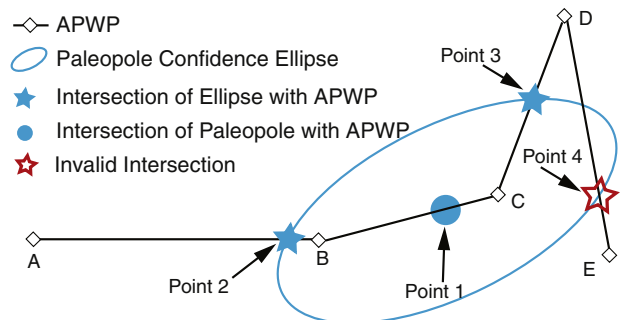 APWP
Paleopole Confidence Ellipse
Intersection of Ellipse with APWP
Intersection of Paleopole with APWP
Invalid Intersection
D
Point 3
Point 4
C
A
B
E
Point 2
Point 1